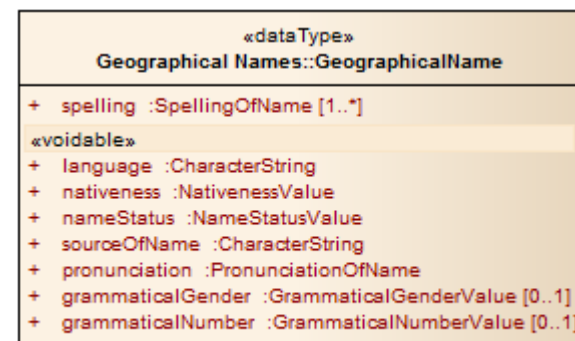 «dataType»
Geographical Names::GeographicalName
+ spelling :SpellingOfName [1..*]
«voidable»
+ language :CharacterString
+ nativeness :NativenessValue
+ nameStatus :NameStatusValue
+ sourceOfName :CharacterString
+ pronunciation :PronunciationOfName
+ grammaticalGender :GrammaticalGenderValue [0..1]
+ grammaticalNumber :GrammaticalNumberValue [0..1]